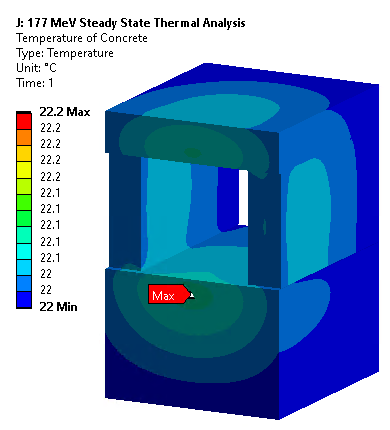 J: 177 MeV Steady State Thermal Analysis
Temperature of Concrete
Type: Temperature
Unit: °C
Time: 1
22.2 Max
22.2
22.2
22.2
22.2
22.1
22.1
22.1
22.1
22.1
22
22
22 Min
Max